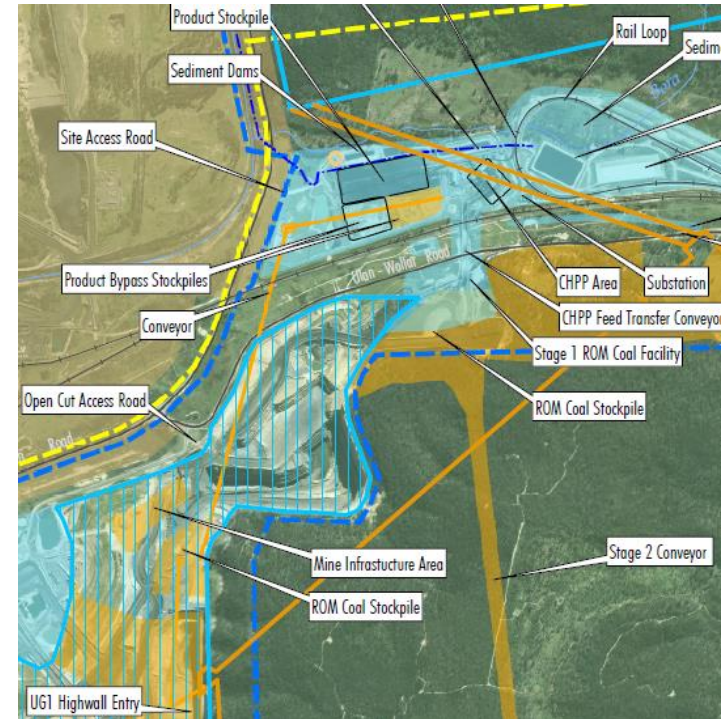 Product Stockpile
Rail Loop
Sediment Dams
Bora
Site Access Road
Product Bypass Stockpiles
Ulan - Wollar Road
CHPP Area
Substation
Conveyor
CHPP Feed Transfer Conveyor
Stage 1 ROM Coal Facility
Open Cut Access Road
ROM Coal Stockpile
Road
Mine Infrastucture Area
Stage 2 Conveyor
ROM Coal Stockpile
UG1 Highwall Entry